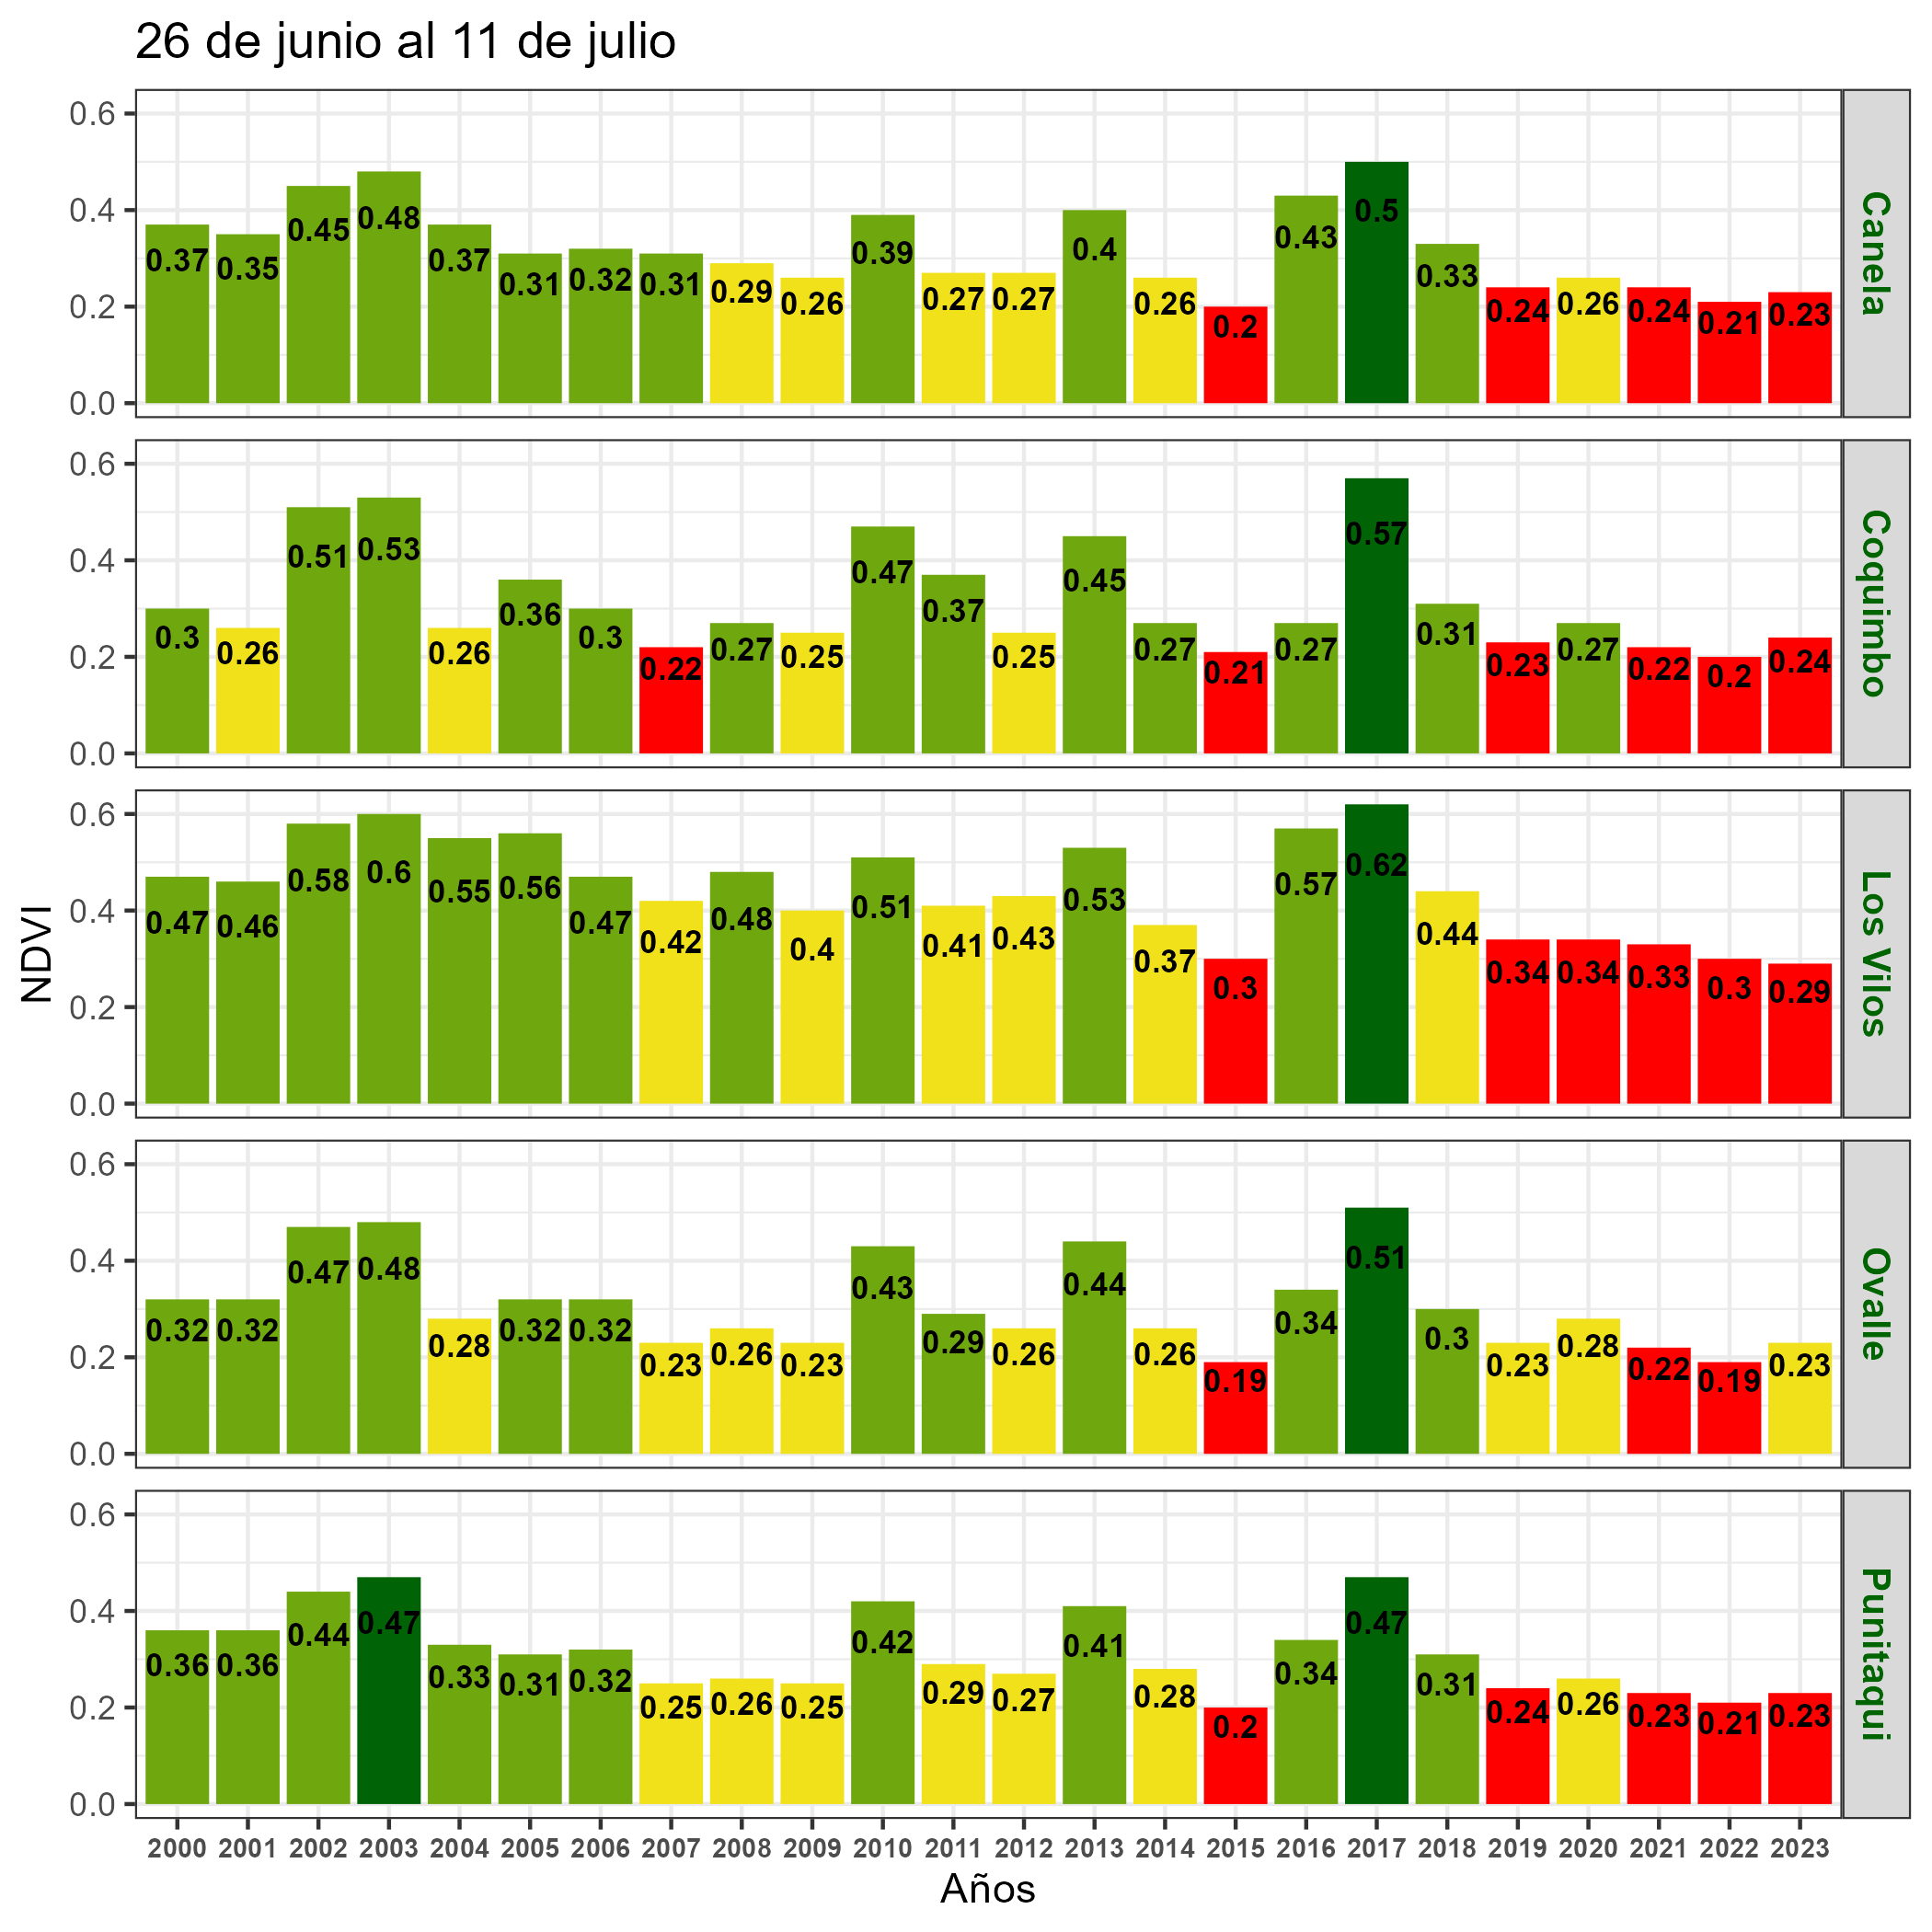 26 de junio al 11 de julio
0.6
0.4
0.2
0.0
0.37 0.35 0.45 0.48 0.37 0.31 0.32 0.31 0.29 0.26 0.39 0.27 0.27 0.4 0.26 0.2 0.43 0.5 0.33 0.24 0.26 0.24 0.21 0.23
Canela
0.6
0.4
0.2
0.0
0.3 0.26 0.51 0.53 0.26 0.36 0.3 0.22 0.27 0.25 0.47 0.37 0.25 0.45 0.27 0.21 0.27 0.57 0.31 0.23 0.27 0.22 0.2 0.24
Coquimbo
NDVI
0.6
0.4
0.2
0.0
0.47 0.46 0.58 0.6 0.55 0.56 0.47 0.42 0.48 0.4 0.51 0.41 0.43 0.53 0.37 0.3 0.57 0.62 0.44 0.34 0.34 0.33 0.3 0.29
Los Vilos
0.6
0.4
0.2
0.0
0.32 0.32 0.47 0.48 0.28 0.32 0.32 0.23 0.26 0.23 0.43 0.29 0.26 0.44 0.26 0.19 0.34 0.51 0.3 0.23 0.28 0.22 0.19 0.23
Ovalle
0.6
0.4
0.2
0.0
0.36 0.36 0.44 0.47 0.33 0.31 0.32 0.25 0.26 0.25 0.42 0.29 0.27 0.41 0.28 0.2 0.34 0.47 0.31 0.24 0.26 0.23 0.21 0.23
Punitaqui
2000 2001 2002 2003 2004 2005 2006 2007 2008 2009 2010 2011 2012 2013 2014 2015 2016 2017 2018 2019 2020 2021 2022 2023
Años